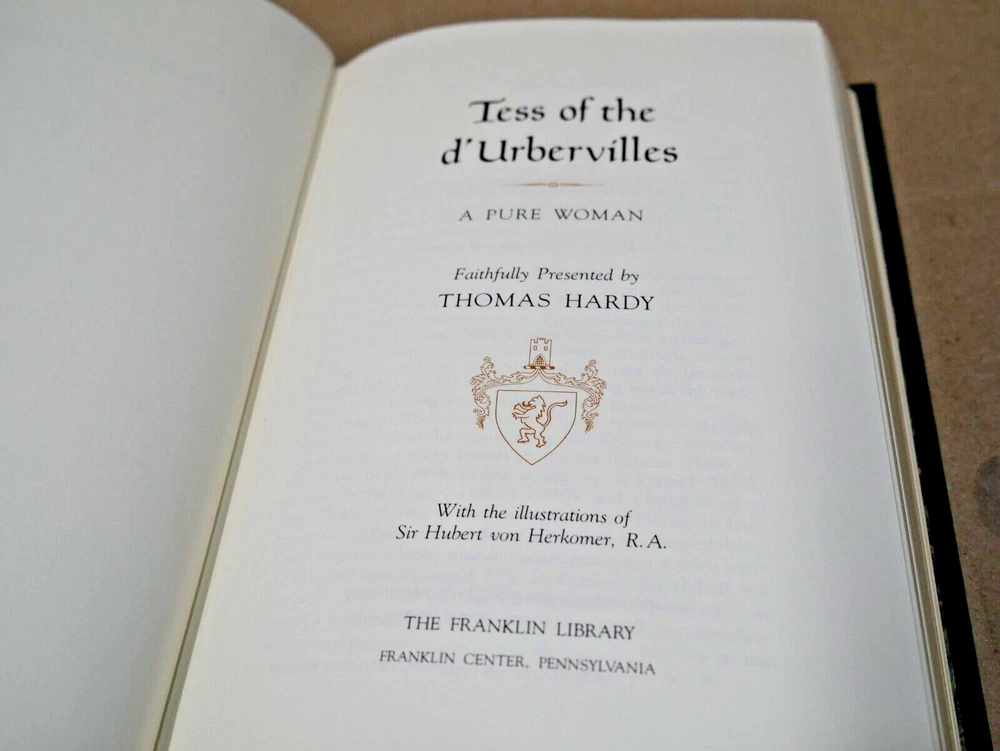 Tess of the
d'Urbervilles
A PURE WOMAN
Faithfully Presented by
THOMAS HARDY
With the illustrations of
Sir Hubert von Herkomer, R.A.
THE FRANKLIN LIBRARY
FRANKLIN CENTER, PENNSYLVANIA